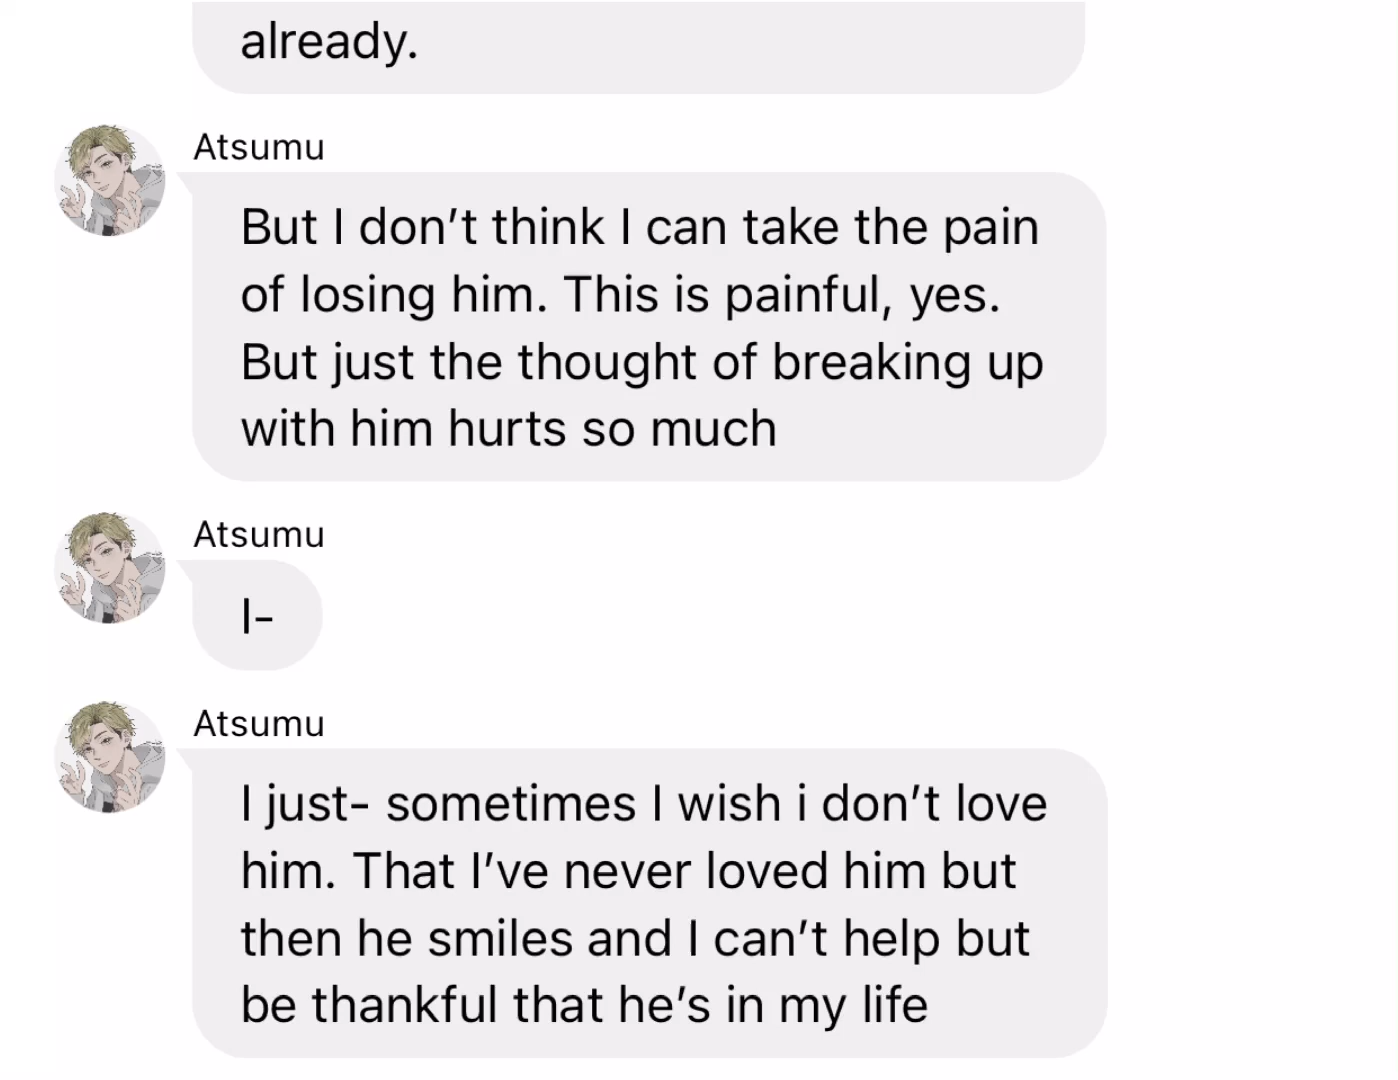 already.
Atsumu
But I don’t think I can take the pain
of losing him. This is painful, yes.
But just the thought of breaking up
with him hurts so much
Atsumu
I-
Atsumu
I just- sometimes I wish i don’t love
him. That I’ve never loved him but
then he smiles and I can’t help but
be thankful that he’s in my life